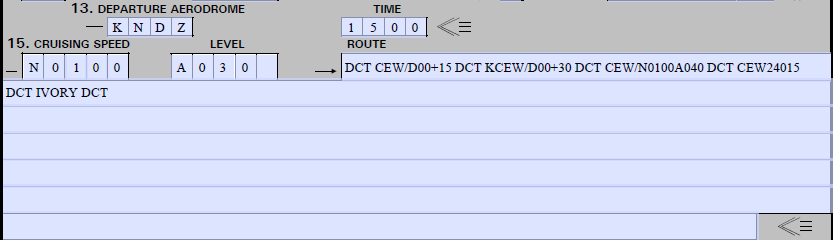 13. DEPARTURE AERODROME TIME
— K N D Z 1 5 0 0
15. CRUISING SPEED LEVEL ROUTE
— N 0 1 0 0 A 0 3 0 → DCT CEW/D00+15 DCT KCEW/D00+30 DCT CEW/N0100A040 DCT CEW24015
DCT IVORY DCT